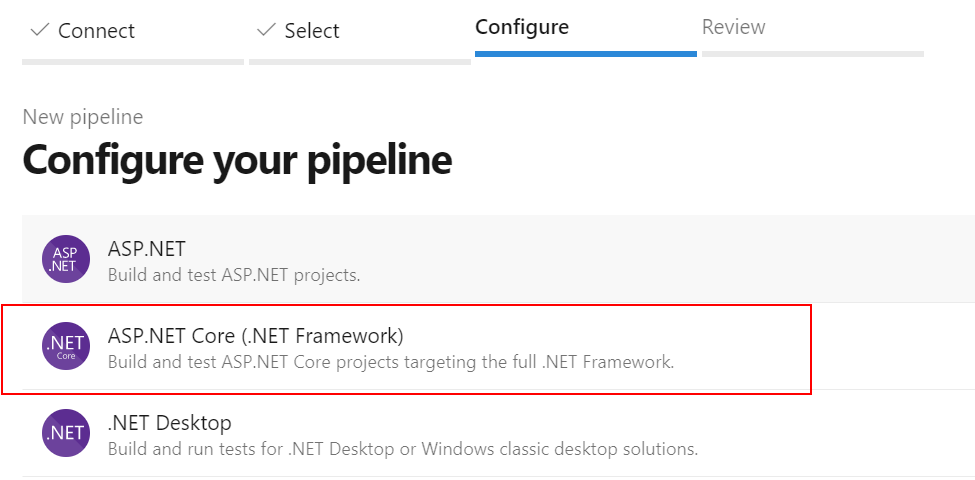 Connect
Select
Configure
Review
New pipeline
Configure your pipeline
ASP
.NET
ASP.NET
Build and test ASP.NET projects.
.NET
Core
ASP.NET Core (.NET Framework)
Build and test ASP.NET Core projects targeting the full .NET Framework.
.NET
.NET Desktop
Build and run tests for .NET Desktop or Windows classic desktop solutions.